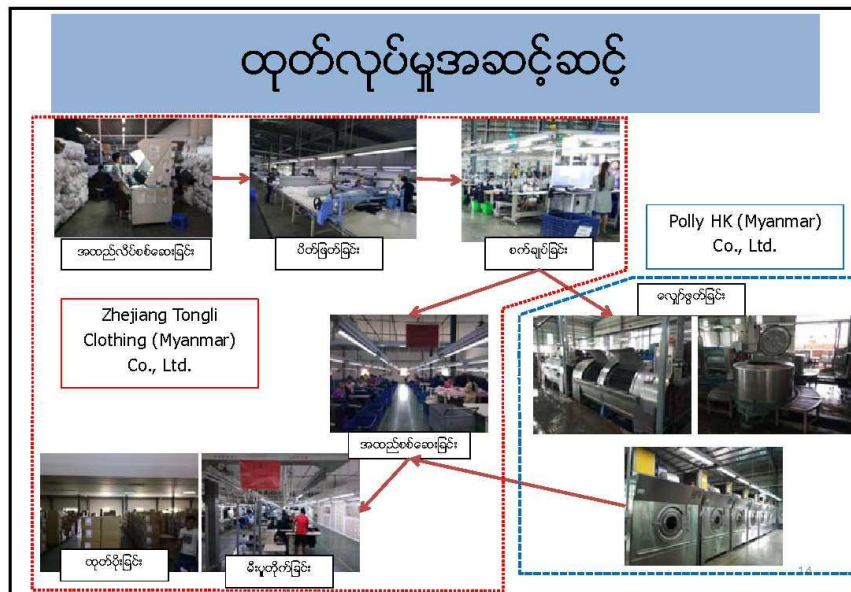 ထုတ်လုပ်မှုအဆင့်ဆင့်
အထည်လိပ်စစ်ဆေးခြင်း
ပိတ်ဖြတ်ခြင်း
စက်ချုပ်ခြင်း
Polly HK (Myanmar)
Co., Ltd.
လျှော်ဖွတ်ခြင်း
Zhejiang Tongli
Clothing (Myanmar)
Co., Ltd.
အထည်စစ်ဆေးခြင်း
ထုတ်ပိုးခြင်း
မီးပူတိုက်ခြင်း
14